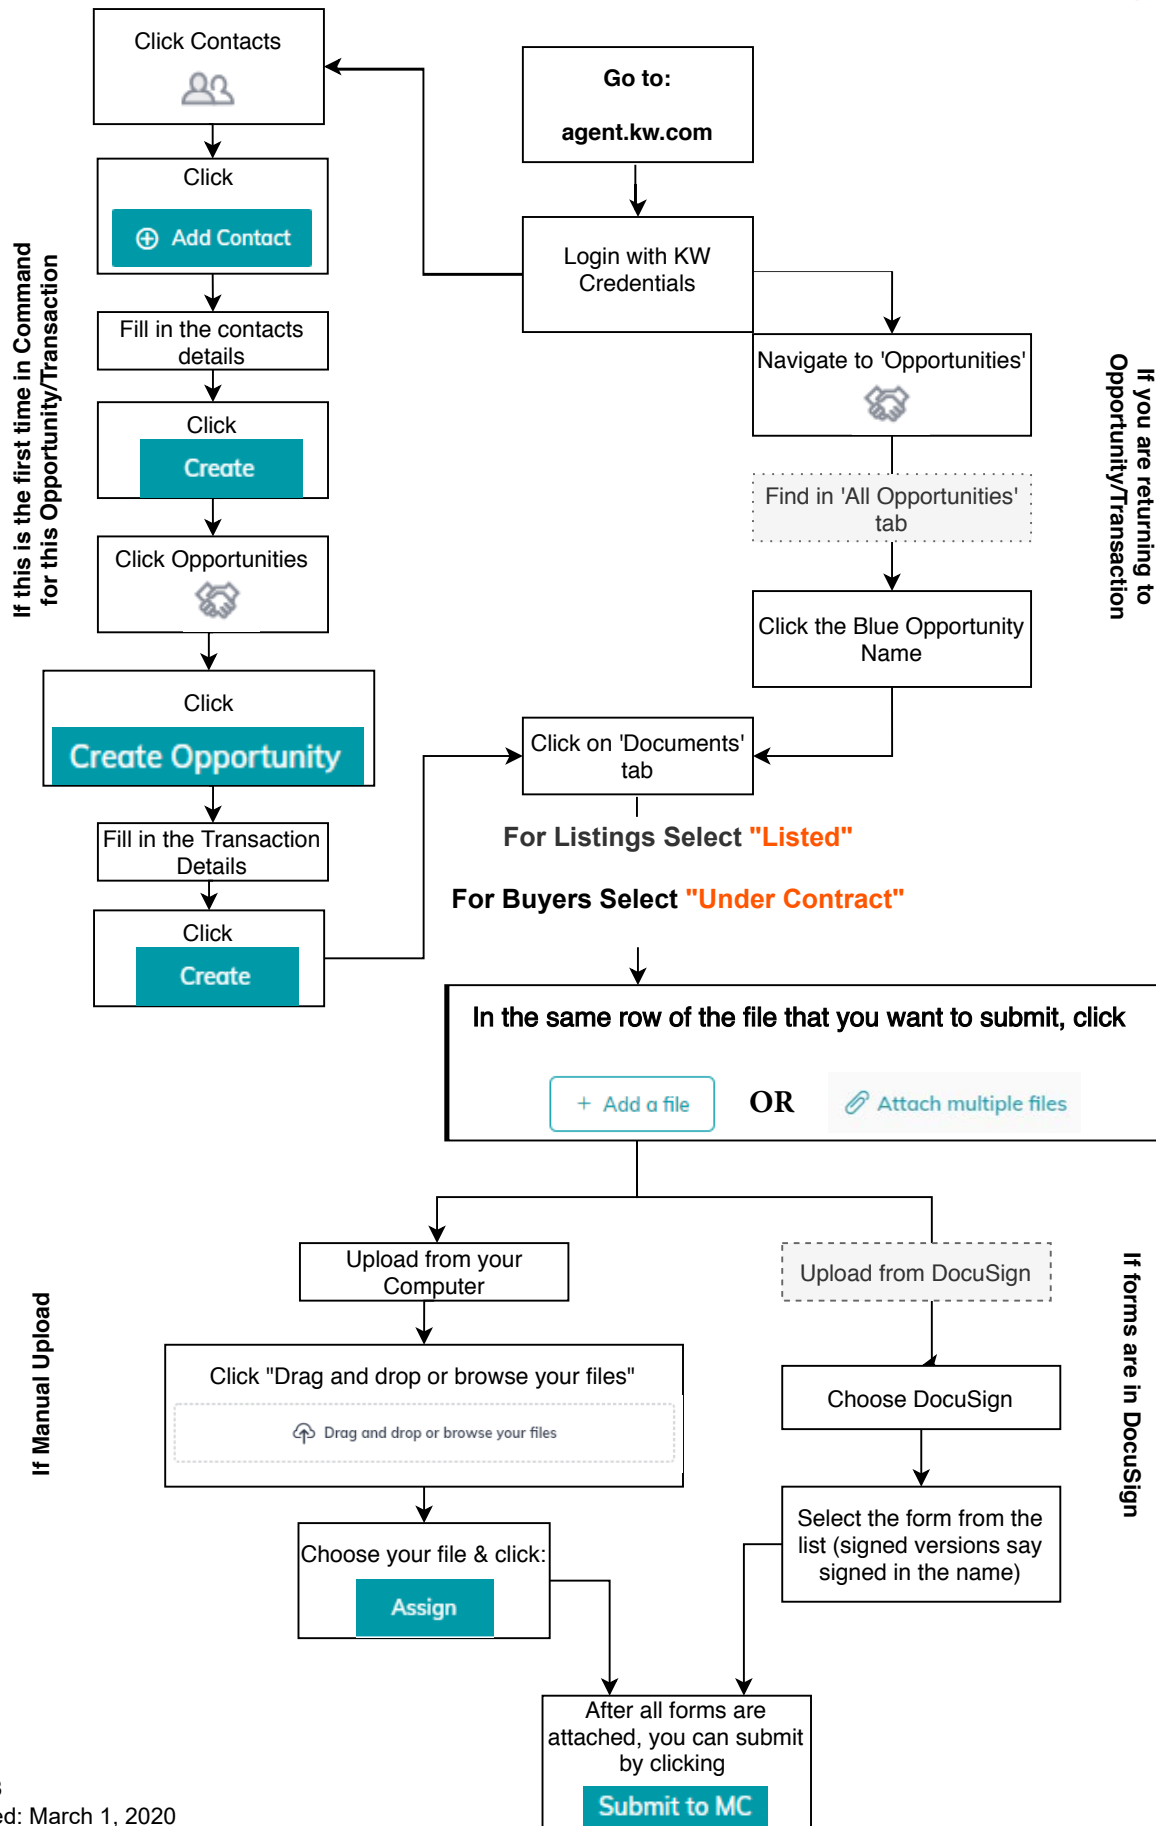 Go to:
agent.kw.com
Login with KW
Credentials
If this is the first time in Command
for this Opportunity/Transaction
Click Contacts
Click
Add Contact
Fill in the contacts
details
Click
Create
Click Opportunities
Click
Create Opportunity
Fill in the Transaction
Details
Click
Create
If you are returning to
Opportunity/Transaction
Navigate to 'Opportunities'
Find in 'All Opportunities'
tab
Click the Blue Opportunity
Name
Click on 'Documents'
tab
For Listings Select "Listed"
For Buyers Select "Under Contract"
In the same row of the file that you want to submit, click
+ Add a file OR Attach multiple files
If Manual Upload
Upload from your
Computer
Click "Drag and drop or browse your files"
Drag and drop or browse your files
Choose your file & click:
Assign
If forms are in DocuSign
Upload from DocuSign
Choose DocuSign
Select the form from the
list (signed versions say
signed in the name)
After all forms are
attached, you can submit
by clicking
Submit to MC
ed: March 1, 2020